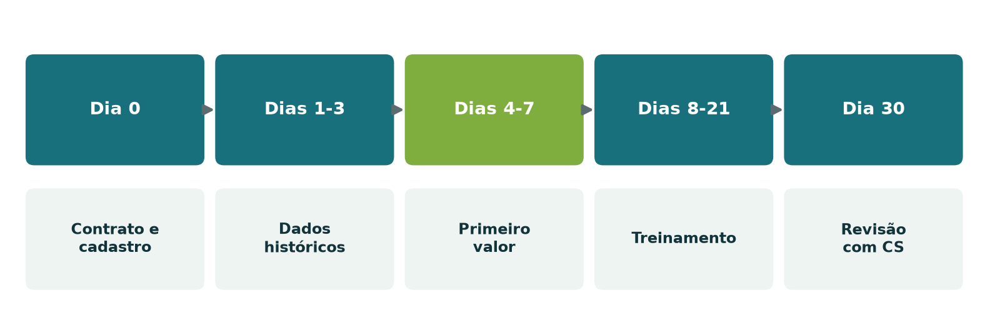 Dia 0
Dias 1-3
Dias 4-7
Dias 8-21
Dia 30
Contrato e
cadastro
Dados
históricos
Primeiro
valor
Treinamento
Revisão
com CS